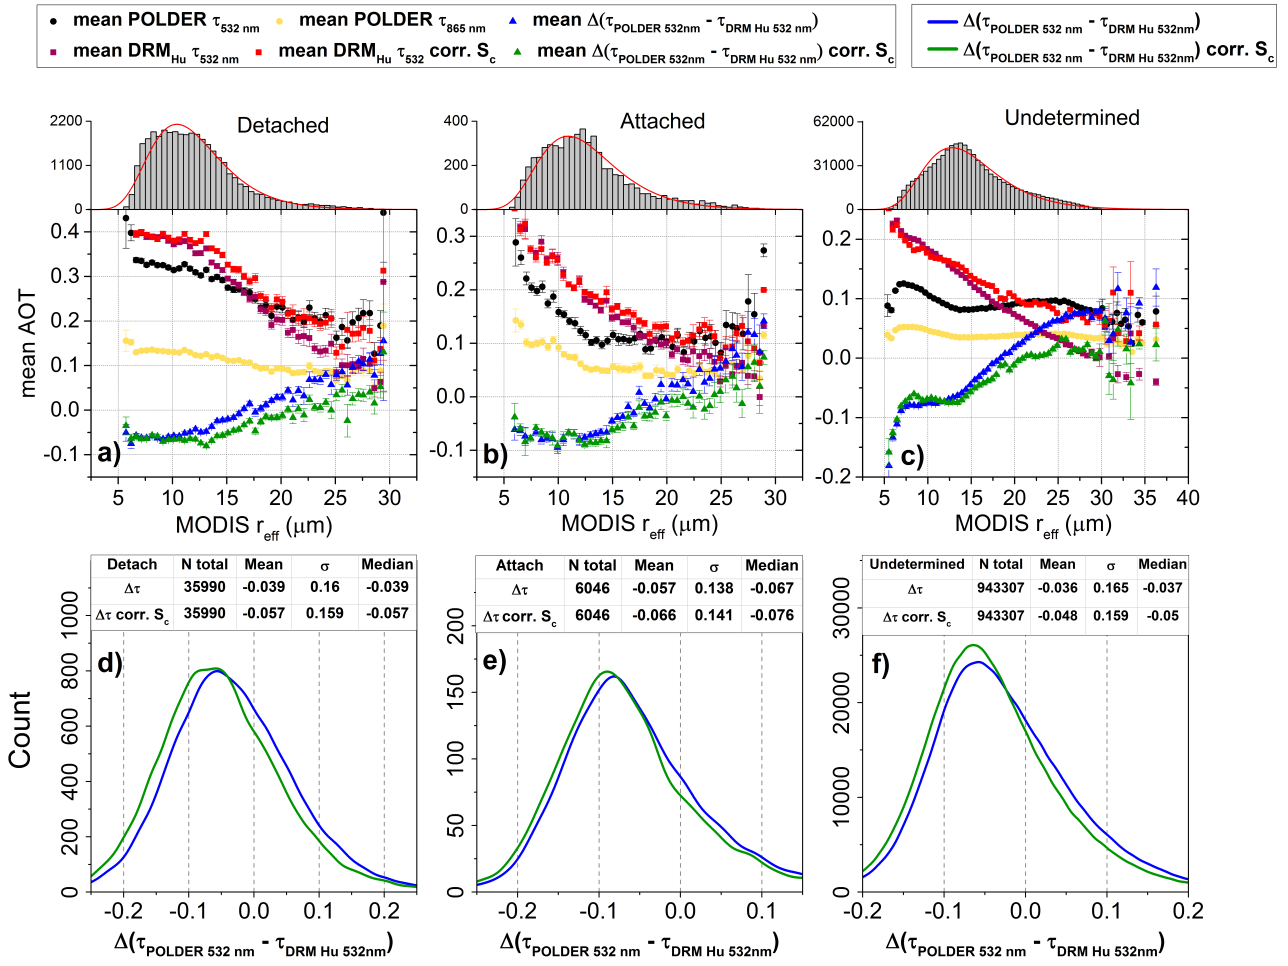 mean POLDER τ532 nm mean POLDER τ865 nm mean Δ(τPOLDER 532nm - τDRM Hu 532nm)
mean DRMHu τ532 nm mean DRMHu τ532 corr. Sc mean Δ(τPOLDER 532nm - τDRM Hu 532 nm) corr. Sc
Δ(τPOLDER 532 nm - τDRM Hu 532nm)
Δ(τPOLDER 532 nm - τDRM Hu 532nm) corr. Sc
Detached
2200
1100
0
0.4
0.3
0.2
0.1
0.0
-0.1
mean AOT
a)
5 10 15 20 25 30
MODIS reff (μm)
Attached
400
200
0
0.3
0.2
0.1
0.0
-0.1
b)
5 10 15 20 25 30
MODIS reff (μm)
Undetermined
62000
31000
0
0.2
0.1
0.0
-0.1
-0.2
c)
5 10 15 20 25 30 35 40
MODIS reff (μm)
Detach N total Mean σ Median
Δτ 35990 -0.039 0.16 -0.039
Δτ corr. Sc 35990 -0.057 0.159 -0.057
d)
1000
800
600
400
200
0
Count
-0.2 -0.1 0.0 0.1 0.2
Δ(τPOLDER 532 nm - τDRM Hu 532nm)
Attach N total Mean σ Median
Δτ 6046 -0.057 0.138 -0.067
Δτ corr. Sc 6046 -0.066 0.141 -0.076
e)
200
150
100
50
0
-0.2 -0.1 0.0 0.1
Δ(τPOLDER 532 nm - τDRM Hu 532nm)
Undetermined N total Mean σ Median
Δτ 943307 -0.036 0.165 -0.037
Δτ corr. Sc 943307 -0.048 0.159 -0.05
f)
30000
20000
10000
0
-0.2 -0.1 0.0 0.1 0.2
Δ(τPOLDER 532 nm - τDRM Hu 532nm)